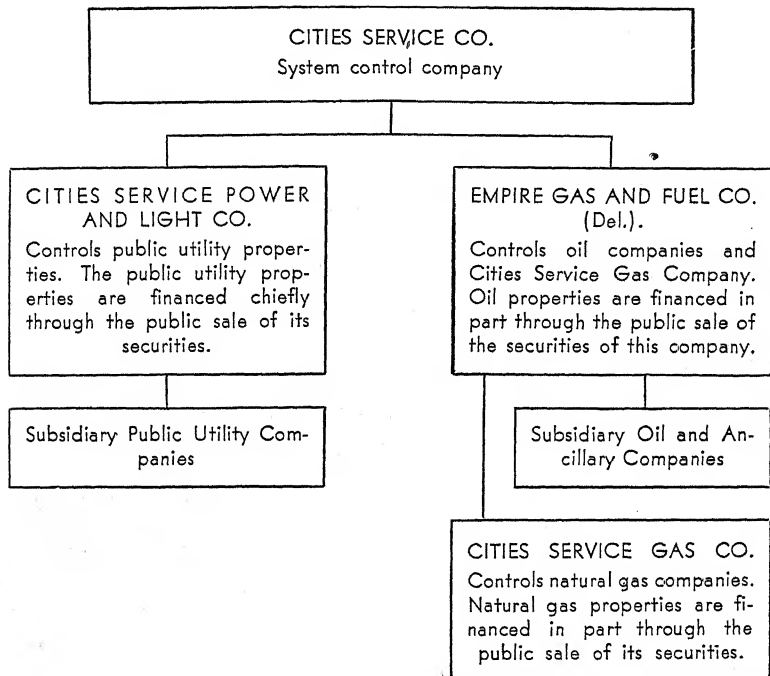 CITIES SERVICE CO.
System control company
CITIES SERVICE POWER
AND LIGHT CO.
Controls public utility proper-
ties. The public utility prop-
erties are financed chiefly
through the public sale of its
securities.
EMPIRE GAS AND FUEL CO.
(Del.).
Controls oil companies and
Cities Service Gas Company.
Oil properties are financed in
part through the public sale of
the securities of this company.
Subsidiary Public Utility Com-
panies
Subsidiary Oil and An-
cillary Companies
CITIES SERVICE GAS CO.
Controls natural gas companies.
Natural gas properties are fi-
nanced in part through the
public sale of its securities.